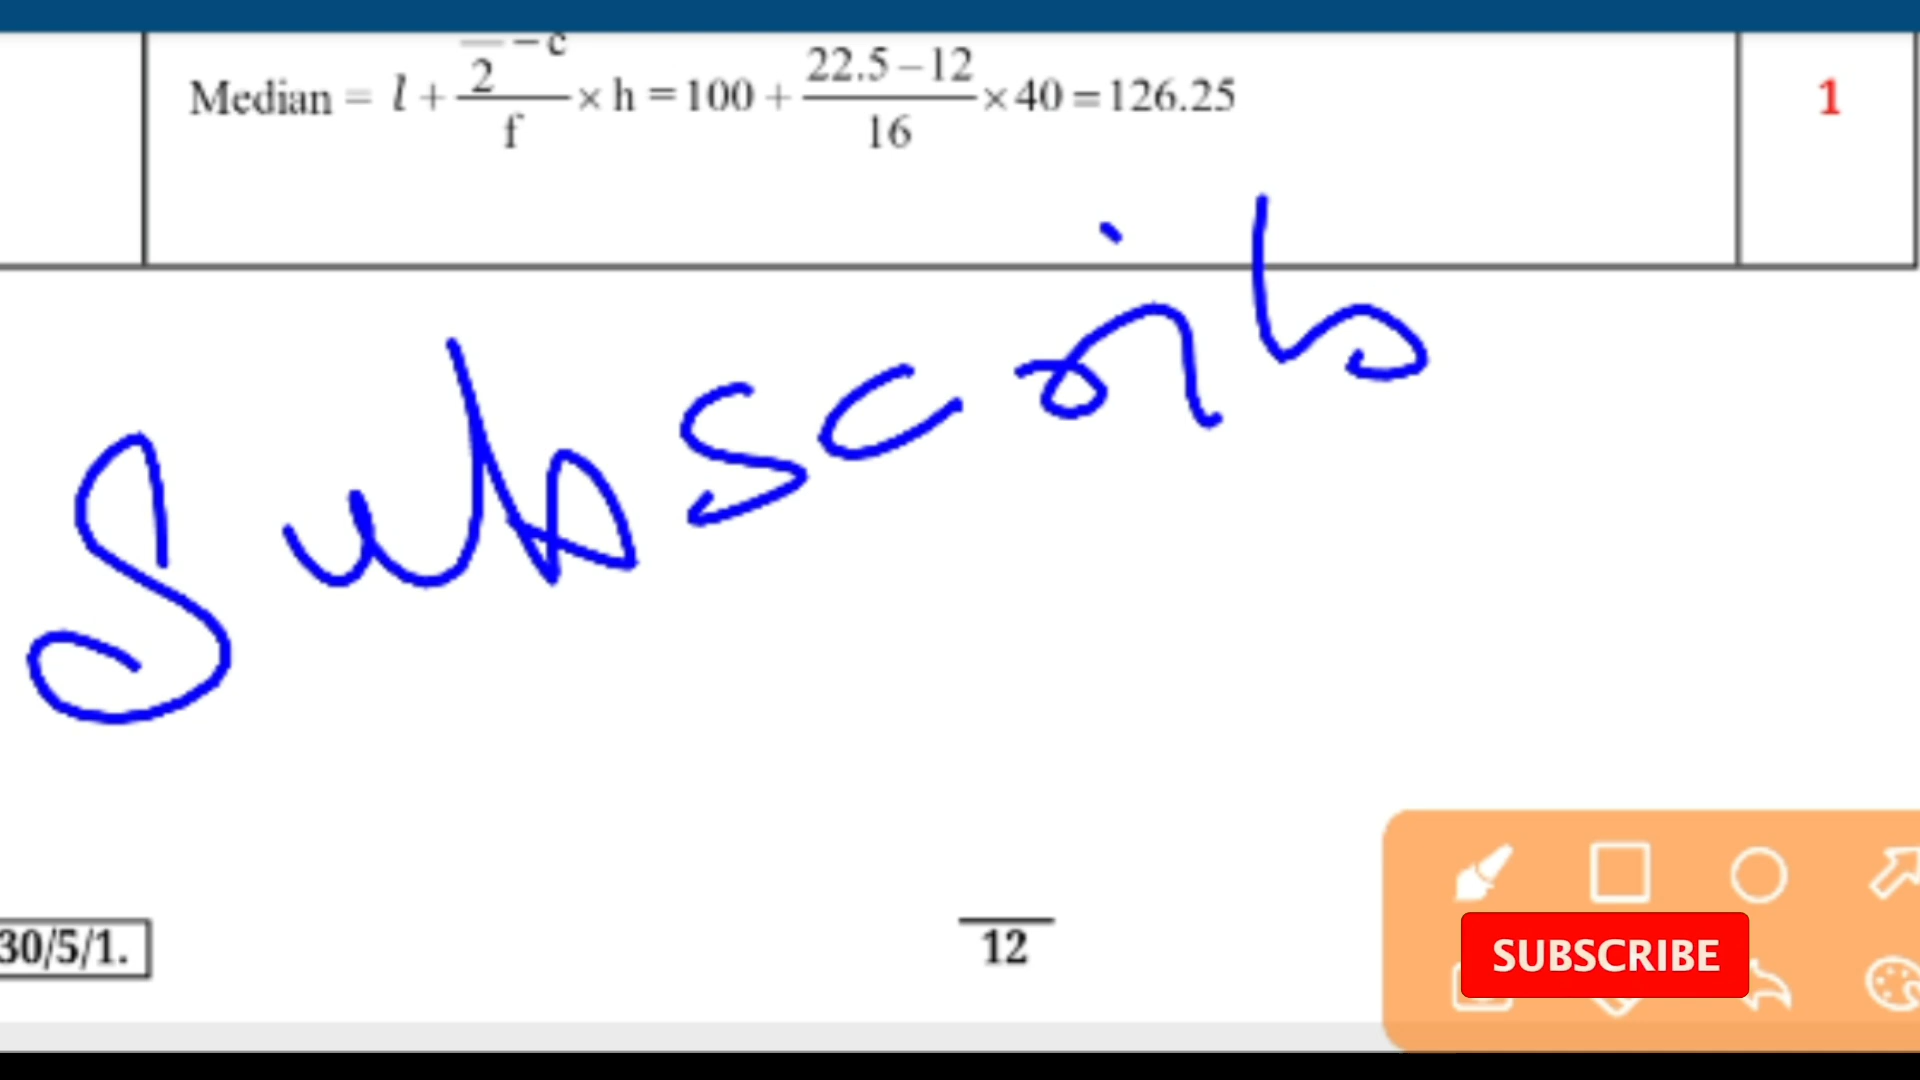 Median = l + (2 − c)/f × h = 100 + (22.5 − 12)/16 × 40 = 126.25
1
Subscrib
30/5/1.
12
SUBSCRIBE